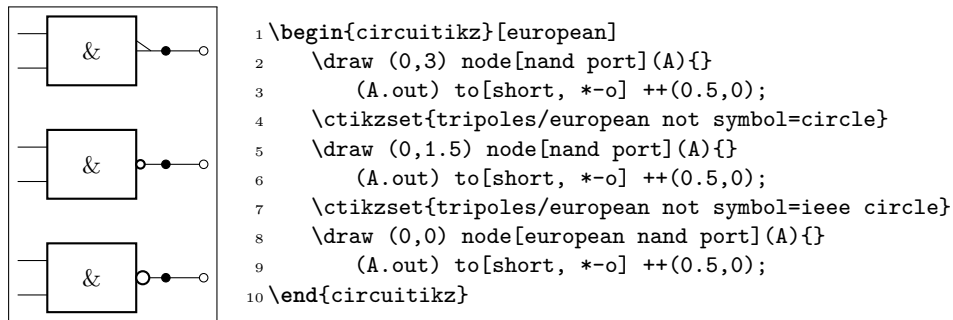 &
&
&
1 \begin{circuitikz}[european]
2 \draw (0,3) node[nand port](A){}
3 (A.out) to[short, *-o] ++(0.5,0);
4 \ctikzset{tripoles/european not symbol=circle}
5 \draw (0,1.5) node[nand port](A){}
6 (A.out) to[short, *-o] ++(0.5,0);
7 \ctikzset{tripoles/european not symbol=ieee circle}
8 \draw (0,0) node[european nand port](A){}
9 (A.out) to[short, *-o] ++(0.5,0);
10 \end{circuitikz}